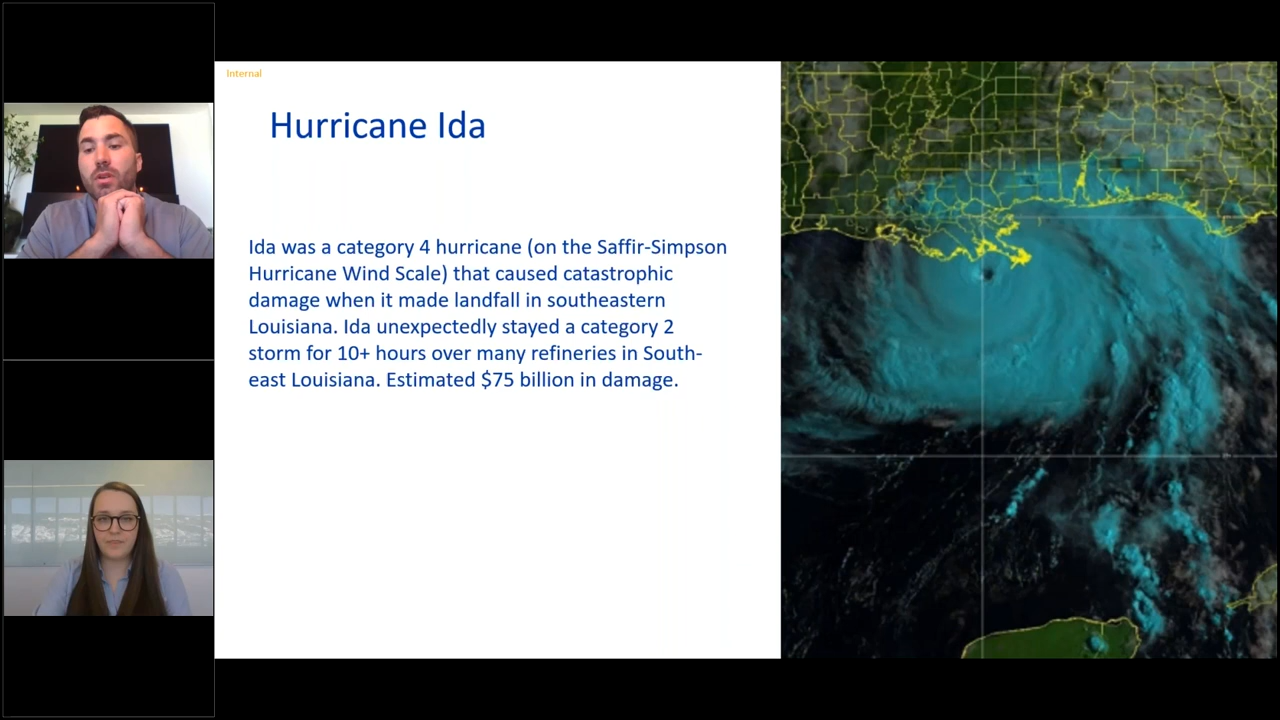 Internal
Hurricane Ida
Ida was a category 4 hurricane (on the Saffir-Simpson
Hurricane Wind Scale) that caused catastrophic
damage when it made landfall in southeastern
Louisiana. Ida unexpectedly stayed a category 2
storm for 10+ hours over many refineries in South-
east Louisiana. Estimated $75 billion in damage.